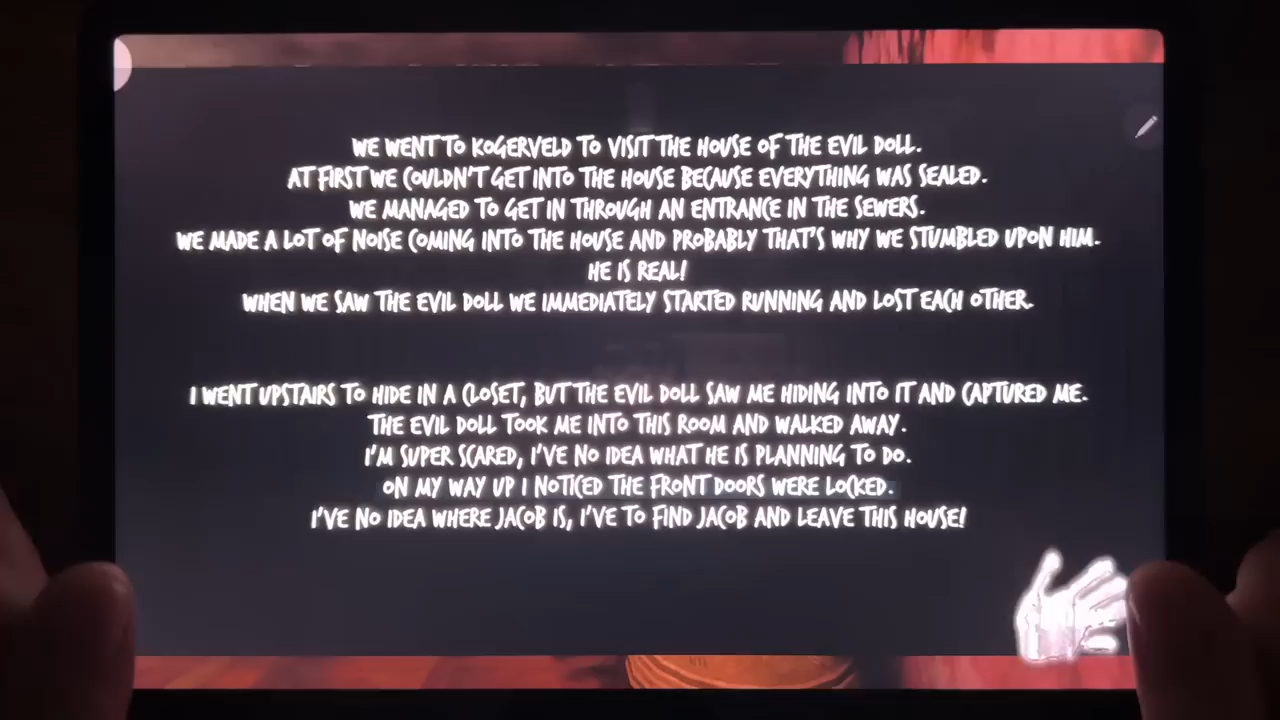 WE WENT TO KOGERVELD TO VISIT THE HOUSE OF THE EVIL DOLL.
AT FIRST WE COULDN'T GET INTO THE HOUSE BECAUSE EVERYTHING WAS SEALED.
WE MANAGED TO GET IN THROUGH AN ENTRANCE IN THE SEWERS.
WE MADE A LOT OF NOISE COMING INTO THE HOUSE AND PROBABLY THAT'S WHY WE STUMBLED UPON HIM.
HE IS REAL!
WHEN WE SAW THE EVIL DOLL WE IMMEDIATELY STARTED RUNNING AND LOST EACH OTHER.
I WENT UPSTAIRS TO HIDE IN A CLOSET, BUT THE EVIL DOLL SAW ME HIDING INTO IT AND CAPTURED ME.
THE EVIL DOLL TOOK ME INTO THIS ROOM AND WALKED AWAY.
I'M SUPER SCARED, I'VE NO IDEA WHAT HE IS PLANNING TO DO.
ON MY WAY UP I NOTICED THE FRONT DOORS WERE LOCKED.
I'VE NO IDEA WHERE JACOB IS, I'VE TO FIND JACOB AND LEAVE THIS HOUSE!